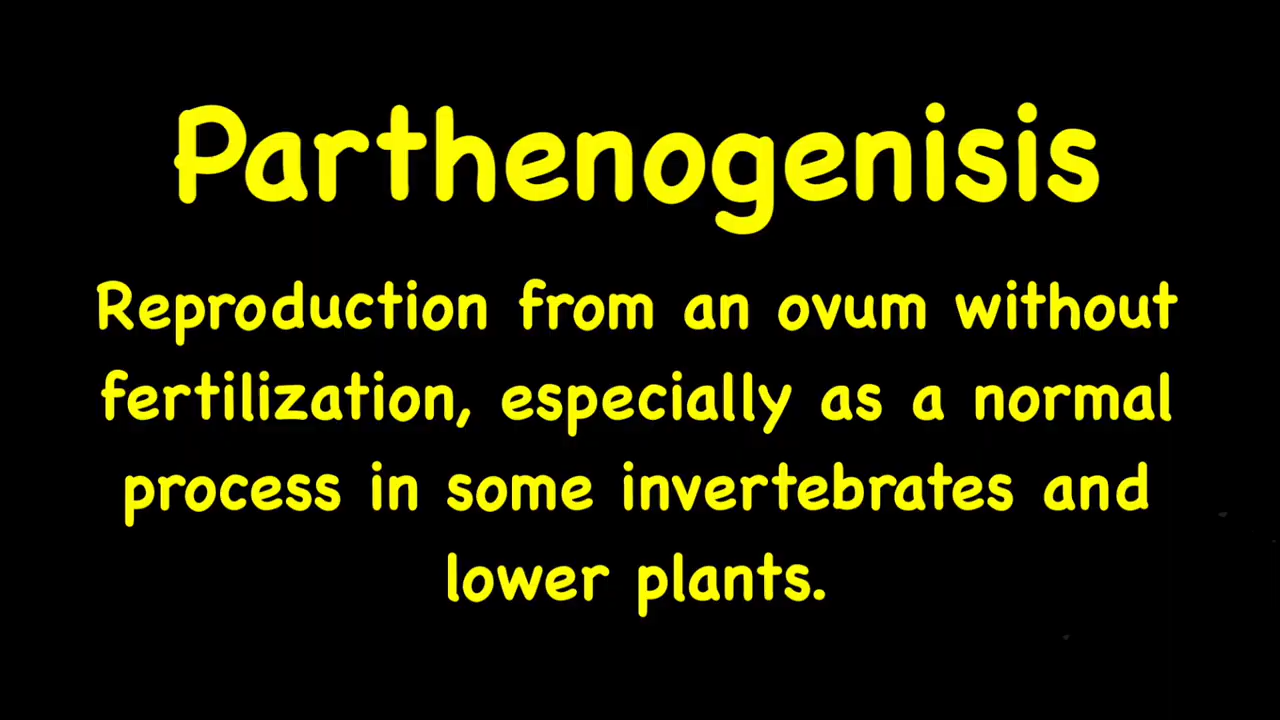 Parthenogenisis
Reproduction from an ovum without
fertilization, especially as a normal
process in some invertebrates and
lower plants.